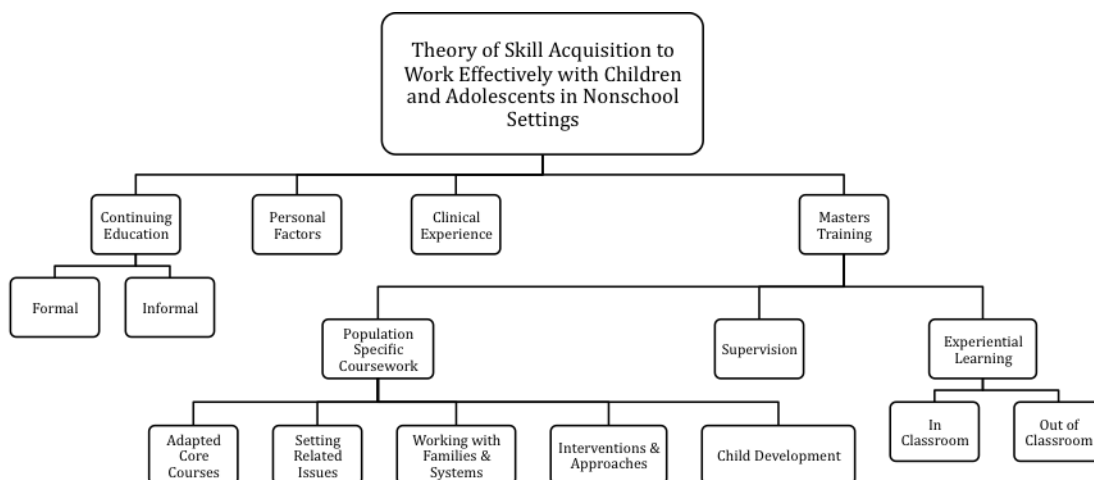 Theory of Skill Acquisition to
Work Effectively with Children
and Adolescents in Nonschool
Settings
Continuing
Education
Personal
Factors
Clinical
Experience
Masters
Training
Formal
Informal
Population
Specific
Coursework
Supervision
Experiential
Learning
Adapted
Core
Courses
Setting
Related
Issues
Working with
Families &
Systems
Interventions &
Approaches
Child Development
In
Classroom
Out of
Classroom